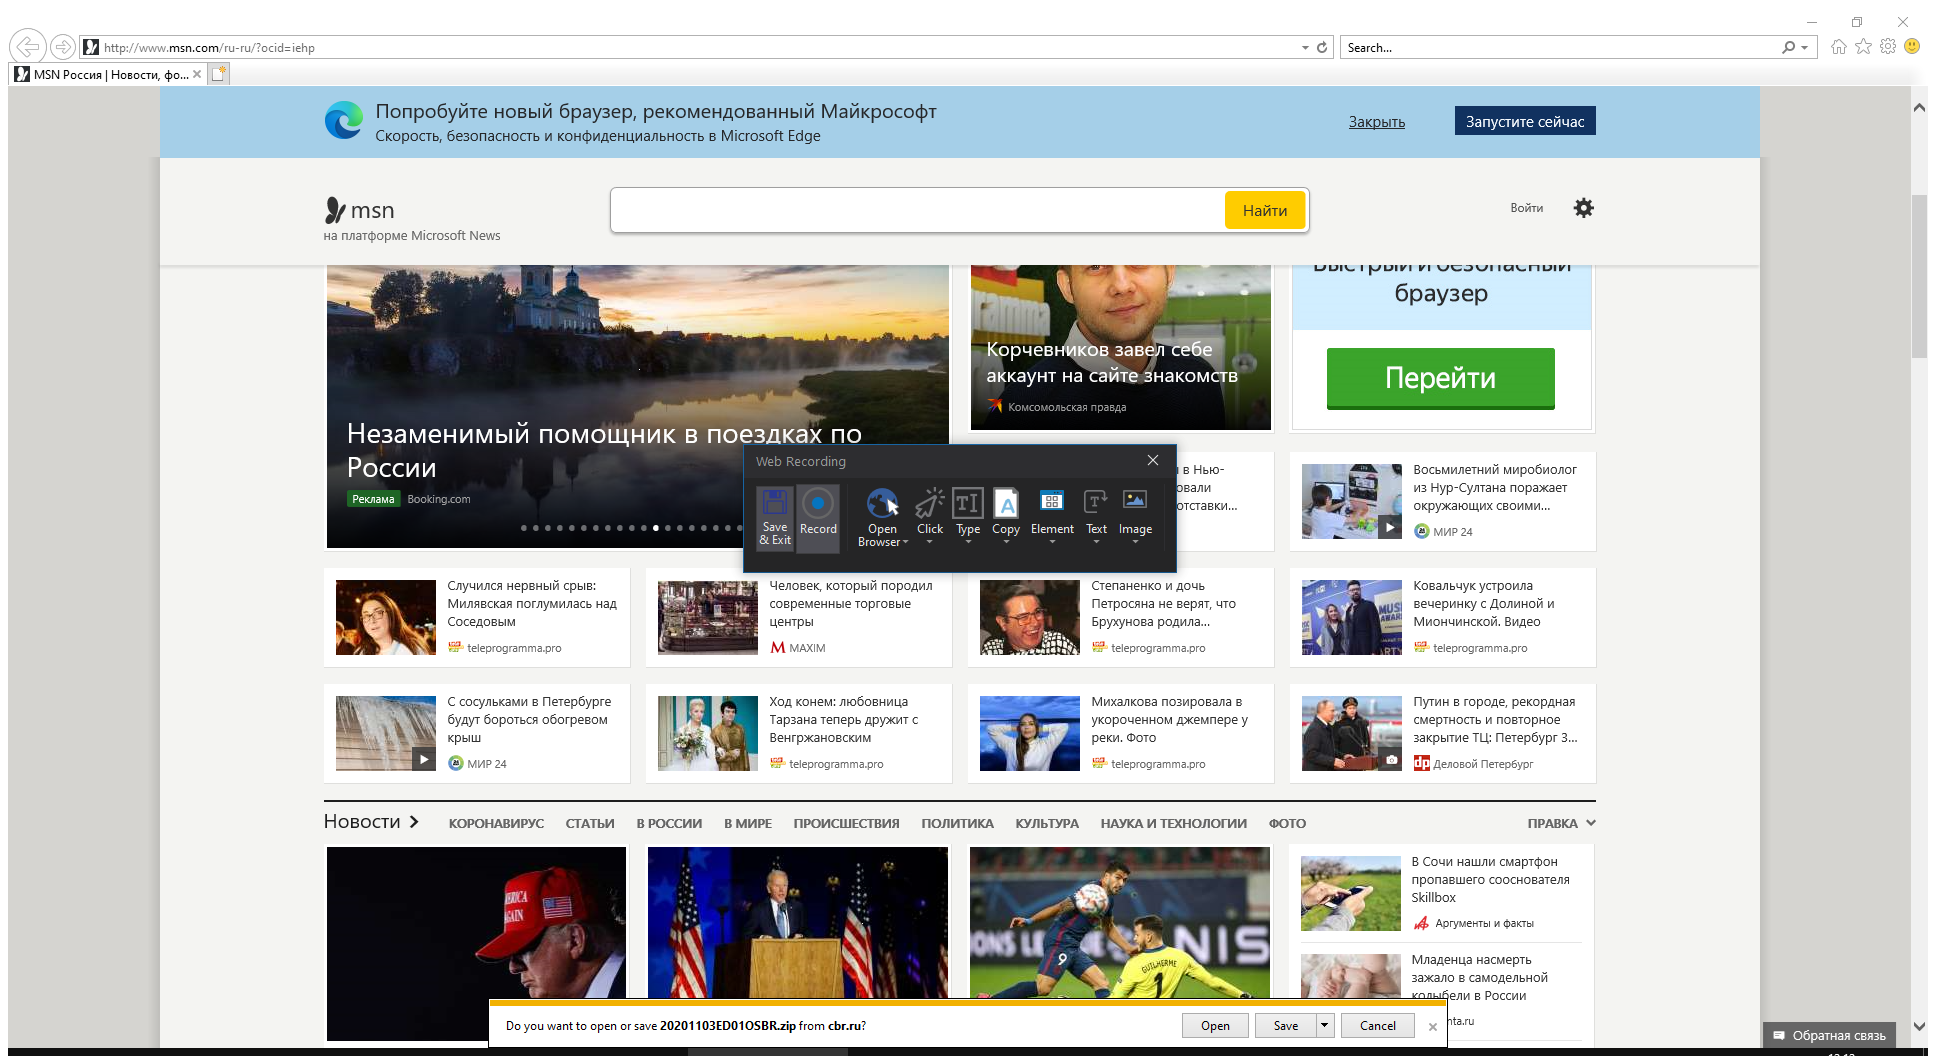 http://www.msn.com/ru-ru/?ocid=iehp
Search...
MSN Россия | Новости, фо...
Попробуйте новый браузер, рекомендованный Майкрософт
Скорость, безопасность и конфиденциальность в Microsoft Edge
Закрыть
Запустите сейчас
msn
на платформе Microsoft News
Найти
Войти
Незаменимый помощник в поездках по
России
Реклама Booking.com
Корчевников завел себе
аккаунт на сайте знакомств
Комсомольская правда
Быстрый и безопасный
браузер
Перейти
Web Recording
Save
& Exit
Record
Open
Browser
Click
Type
Copy
Element
Text
Image
в Нью-
овали
отставки...
Восьмилетний миробиолог
из Нур-Султана поражает
окружающих своими...
МИР 24
Случился нервный срыв:
Милявская поглумилась над
Соседовым
teleprogramma.pro
Человек, который породил
современные торговые
центры
MAXIM
Степаненко и дочь
Петросяна не верят, что
Брухунова родила...
teleprogramma.pro
Ковальчук устроила
вечеринку с Долиной и
Миончинской. Видео
teleprogramma.pro
С сосульками в Петербурге
будут бороться обогревом
крыш
МИР 24
Ход конем: любовница
Тарзана теперь дружит с
Венгржановским
teleprogramma.pro
Михалкова позировала в
укороченном джемпере у
реки. Фото
teleprogramma.pro
Путин в городе, рекордная
смертность и повторное
закрытие ТЦ: Петербург 3...
dp Деловой Петербург
Новости
КОРОНАВИРУС СТАТЬИ В РОССИИ В МИРЕ ПРОИСШЕСТВИЯ ПОЛИТИКА КУЛЬТУРА НАУКА И ТЕХНОЛОГИИ ФОТО
ПРАВКА
В Сочи нашли смартфон
пропавшего сооснователя
Skillbox
Аргументы и факты
Младенца насмерть
зажало в самодельной
колыбели в России
nta.ru
GUILHERME
1
9
Do you want to open or save 20201103ED01OSBR.zip from cbr.ru?
Open
Save
Cancel
Обратная связь